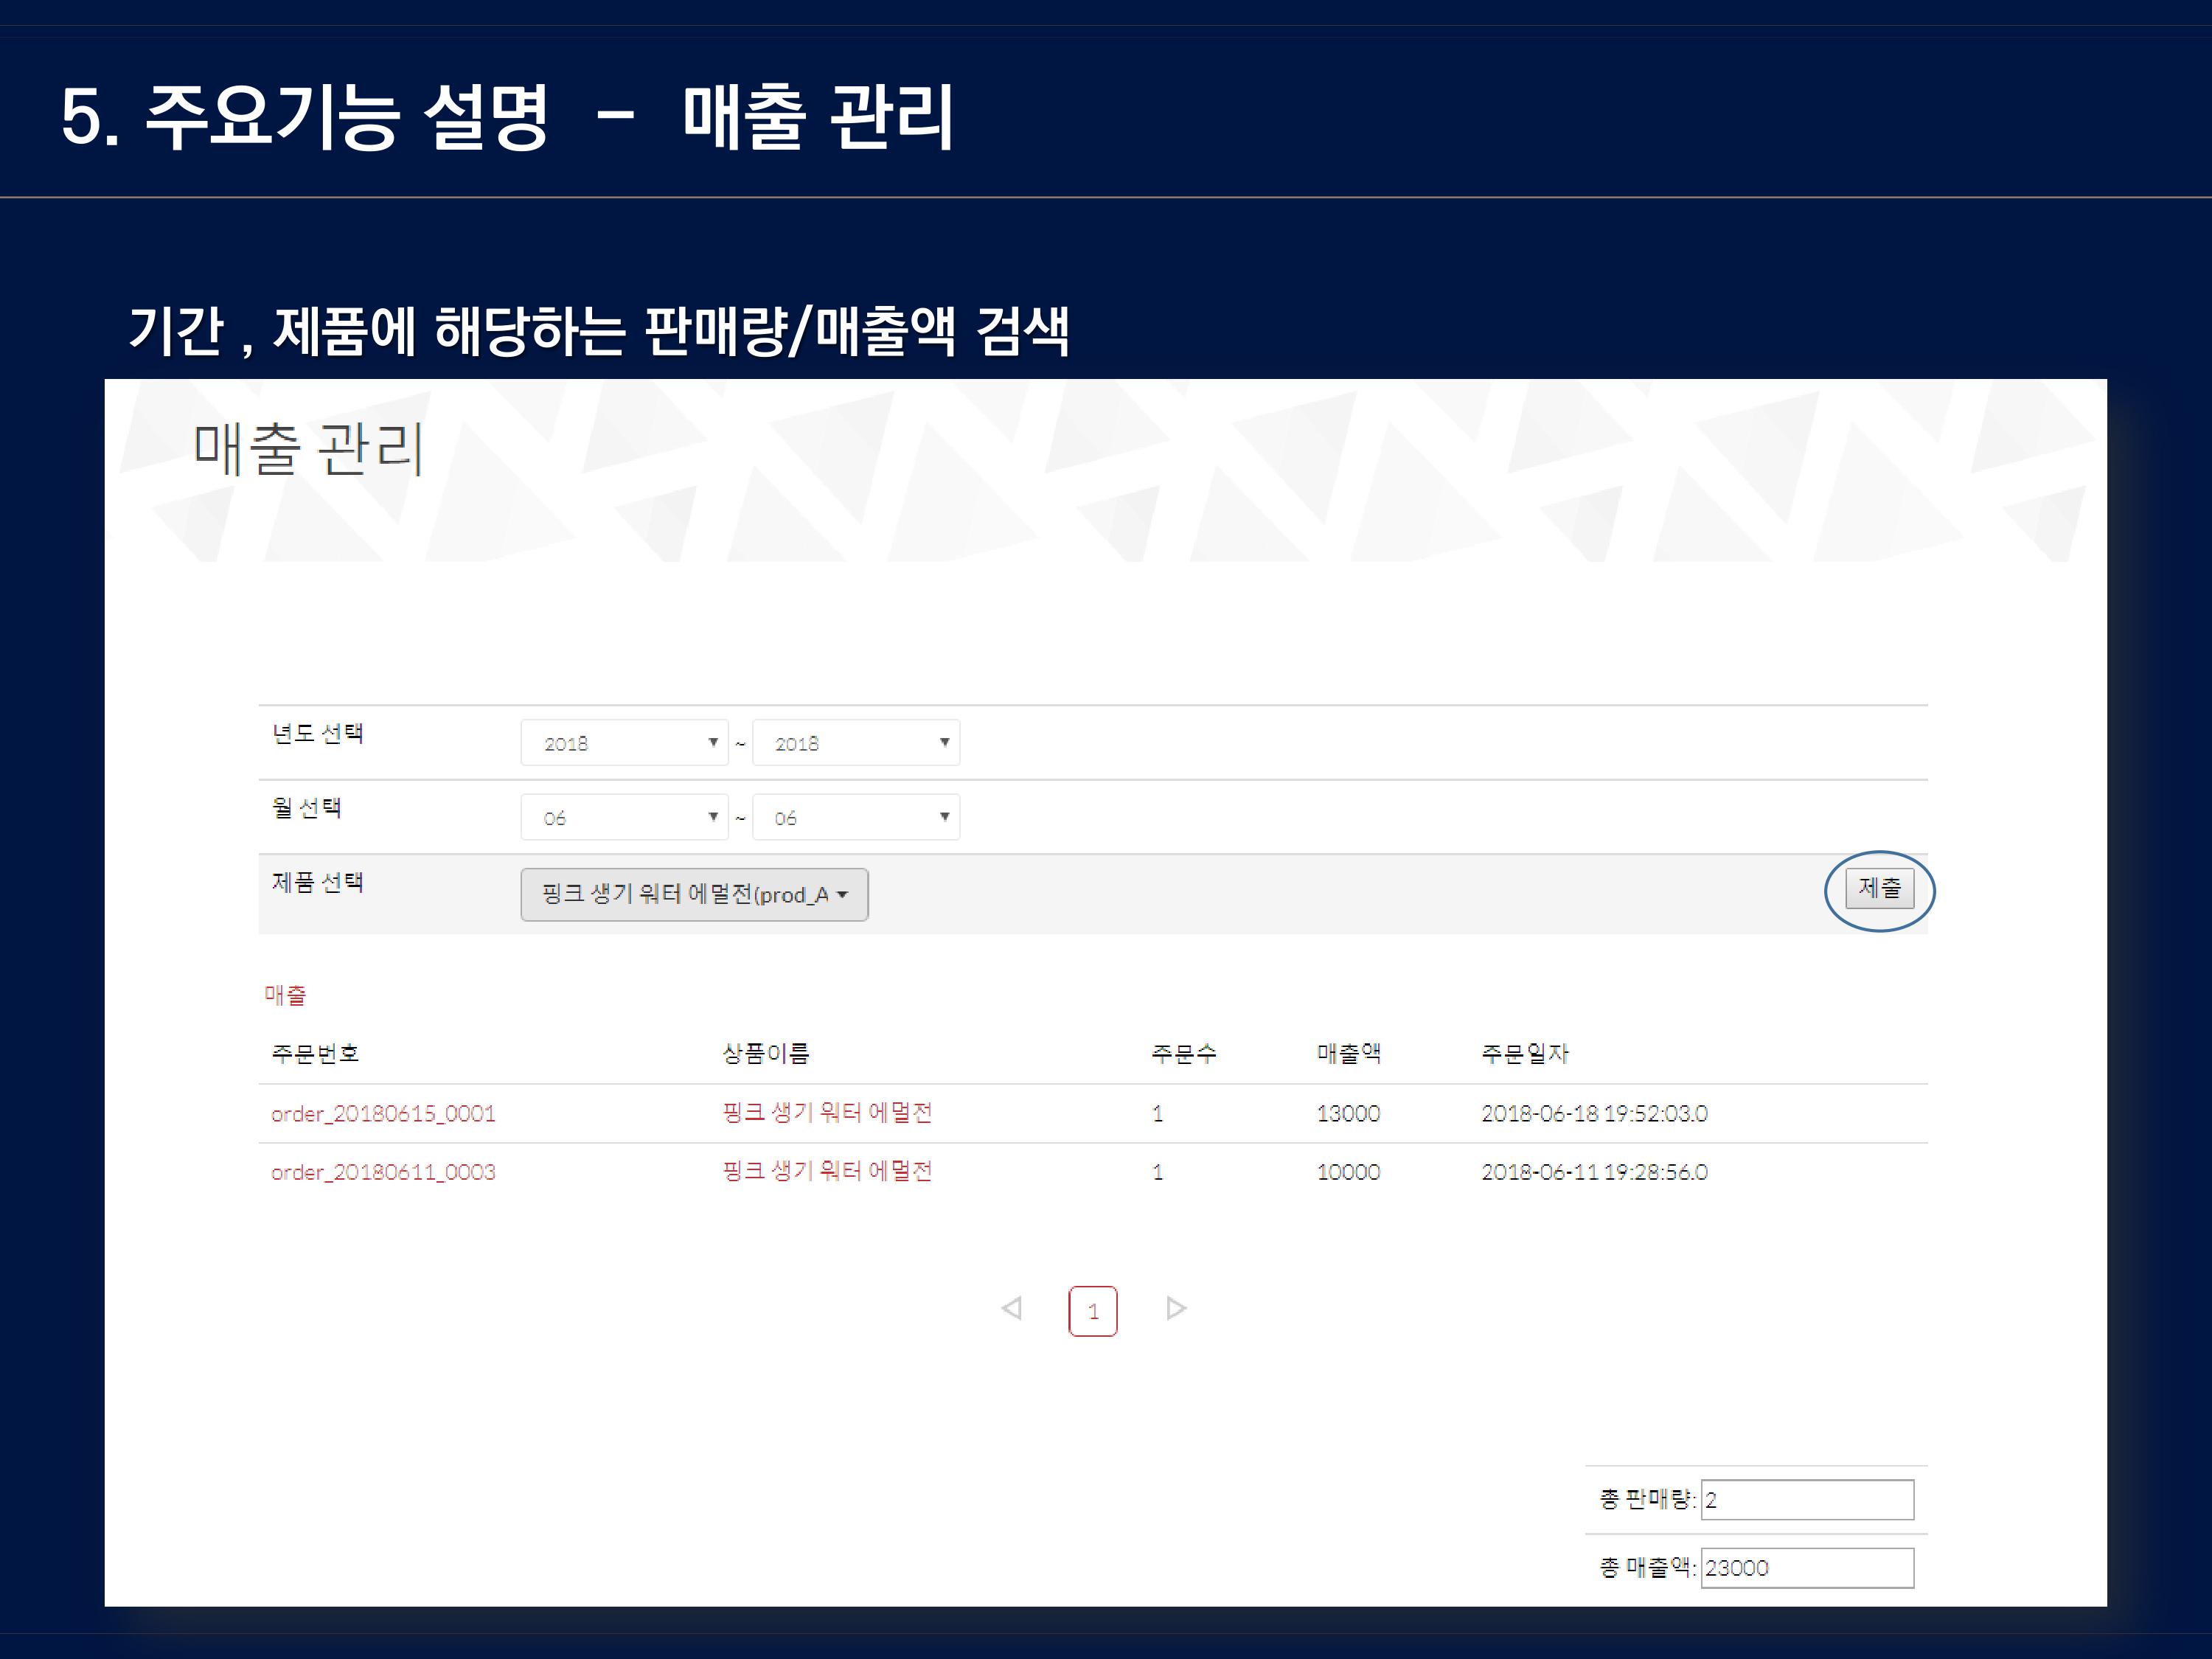 5. 주요기능 설명 - 매출 관리
기간 , 제품에 해당하는 판매량/매출액 검색
매출 관리
년도 선택 2018 ~ 2018
월 선택 06 ~ 06
제품 선택 핑크 생기 워터 에멀전(prod_A 제출
매출
주문번호 상품이름 주문수 매출액 주문일자
order_20180615_0001 핑크 생기 워터 에멀전 1 13000 2018-06-18 19:52:03.0
order_20180611_0003 핑크 생기 워터 에멀전 1 10000 2018-06-11 19:28:56.0
1
총 판매량: 2
총 매출액: 23000